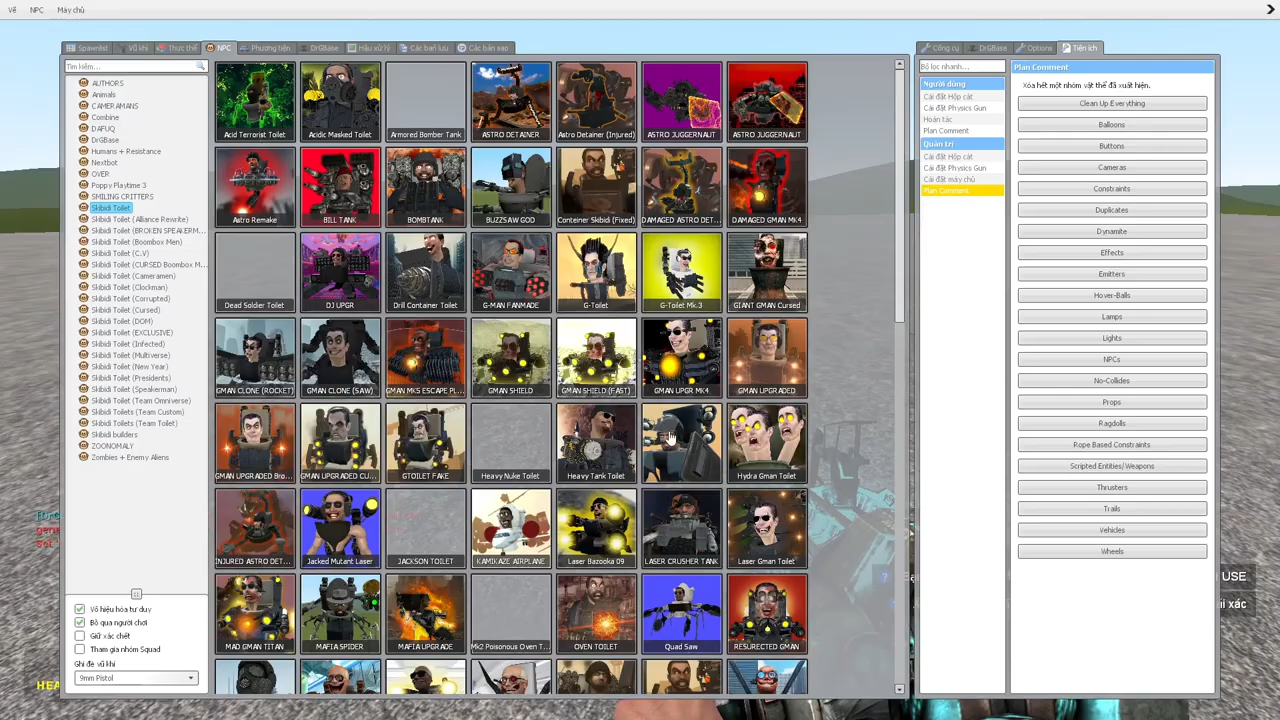 Vẽ NPC Máy chủ
Spawnlist Vũ khí Thực thể NPC Phương tiện DrGBase Hậu xử lý Các bản lưu Các bản sao
Tìm kiếm...
AUTHORS
Animals
CAMERAMANS
Combine
DAFUQ
DrGBase
Humans + Resistance
Nextbot
OVER
Poppy Playtime 3
SMILING CRITTERS
Skibidi Toilet
Skibidi Toilet (Alliance Rewrite)
Skibidi Toilet (BROKEN SPEAKERM...
Skibidi Toilet (Boombox Men)
Skibidi Toilet (C.V)
Skibidi Toilet (CURSED Boombox M...
Skibidi Toilet (Cameramen)
Skibidi Toilet (Clockman)
Skibidi Toilet (Corrupted)
Skibidi Toilet (Cursed)
Skibidi Toilet (DOM)
Skibidi Toilet (EXCLUSIVE)
Skibidi Toilet (Infected)
Skibidi Toilet (Multiverse)
Skibidi Toilet (New Year)
Skibidi Toilet (Presidents)
Skibidi Toilet (Speakerman)
Skibidi Toilet (Team Omniverse)
Skibidi Toilets (Team Custom)
Skibidi Toilets (Team Toilet)
Skibidi builders
ZOONOMALY
Zombies + Enemy Aliens
Vô hiệu hóa tư duy
Bỏ qua người chơi
Giữ xác chết
Tham gia nhóm Squad
Ghi đè vũ khí
9mm Pistol
Acid Terrorist Toilet Acidic Masked Toilet Armored Bomber Tank ASTRO DETAINER Astro Detainer (Injured) ASTRO JUGGERNAUT ASTRO JUGGERNAUT
Astro Remake BILL TANK BOMBTANK BUZZSAW GOD Container Skibidi (Fixed) DAMAGED ASTRO DET... DAMAGED GMAN MK4
Dead Soldier Toilet DJ UPGR Drill Container Toilet G-MAN FANMADE G-Toilet G-Toilet Mk.3 GIANT GMAN Cursed
GMAN CLONE (ROCKET) GMAN CLONE (SAW) GMAN MK5 ESCAPE PL... GMAN SHIELD GMAN SHIELD (FAST) GMAN UPGR MK4 GMAN UPGRADED
GMAN UPGRADED Bro... GMAN UPGRADED CU... GTOILET FAKE Heavy Nuke Toilet Heavy Tank Toilet Hydra Gman Toilet
INJURED ASTRO DET... Jacked Mutant Laser JACKSON TOILET KAMIKAZE AIRPLANE Laser Bazooka 09 LASER CRUSHER TANK Laser Gman Toilet
MAD GMAN TITAN MAFIA SPIDER MAFIA UPGRADE Mk2 Poisonous Oven T... OVEN TOILET Quad Saw RESURECTED GMAN
Công cụ DrGBase Options Tiện ích
Bộ lọc nhanh...
Người dùng
Cài đặt Hộp cát
Cài đặt Physics Gun
Hoàn tác
Plan Comment
Quản trị
Cài đặt Hộp cát
Cài đặt Physics Gun
Cài đặt máy chủ
Plan Comment
Plan Comment
Xóa hết một nhóm vật thể đã xuất hiện.
Clean Up Everything
Balloons
Buttons
Cameras
Constraints
Duplicates
Dynamite
Effects
Emitters
Hover-Balls
Lamps
Lights
NPCs
No-Collides
Props
Ragdolls
Rope Based Constraints
Scripted Entities/Weapons
Thrusters
Trails
Vehicles
Wheels
USE